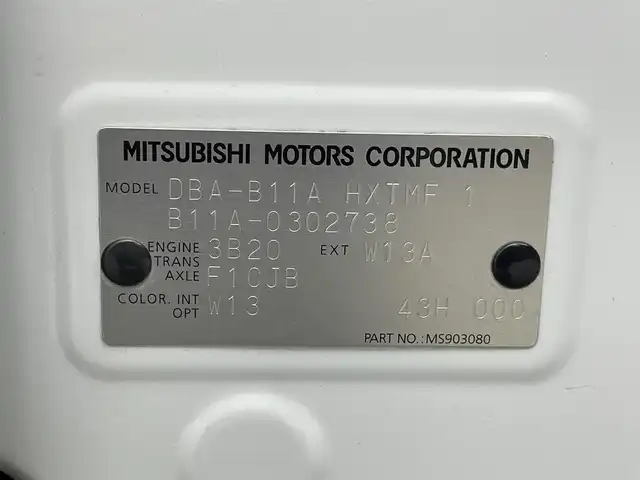 MITSUBISHI MOTORS CORPORATION
MODEL DBA-B11A HXTMF 1
B11A-0302738
ENGINE 3B20 EXT W13A
TRANS
AXLE F1CJB
COLOR. INT W13 43H 000
OPT
PART NO.:MS903080